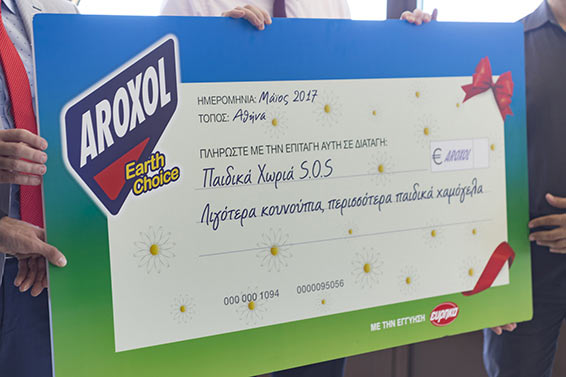 AROXOL
Earth
Choice
ΗΜΕΡΟΜΗΝΙΑ: Μάιος 2017
ΤΟΠΟΣ: Αθήνα
ΠΛΗΡΩΣΤΕ ΜΕ ΤΗΝ ΕΠΙΤΑΓΗ ΑΥΤΗ ΣΕ ΔΙΑΤΑΓΗ:
€ AROXOL
Παιδικά Χωριά S.O.S
Λιγότερα κουνούπια, περισσότερα παιδικά χαμόγελα
000 000 1094 0000095056
ΜΕ ΤΗΝ ΕΓΓΥΗΣΗ